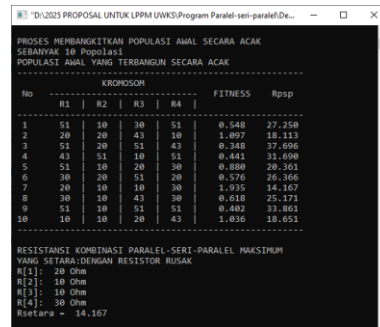 "D:\2025 PROPOSAL UNTUK LPPM UWKS\Program Paralel-seri-paralel\De...
PROSES MEMBANGKITKAN POPULASI AWAL SECARA ACAK
SEBANYAK 10 Popolasi
POPULASI AWAL YANG TERBANGUN SECARA ACAK
KROMOSOM
No FITNESS Rpsp
R1 | R2 | R3 | R4 |
1 51 | 10 | 30 | 51 | 0.548 27.250
2 20 | 20 | 43 | 10 | 1.097 18.113
3 51 | 20 | 51 | 43 | 0.348 37.696
4 43 | 51 | 10 | 51 | 0.441 31.690
5 51 | 10 | 20 | 30 | 0.880 20.361
6 30 | 20 | 51 | 20 | 0.576 26.366
7 20 | 10 | 10 | 30 | 1.935 14.167
8 30 | 10 | 43 | 30 | 0.618 25.171
9 51 | 10 | 51 | 51 | 0.402 33.861
10 10 | 10 | 20 | 43 | 1.036 18.651
RESISTANSI KOMBINASI PARALEL-SERI-PARALEL MAKSIMUM
YANG SETARA:DENGAN RESISTOR RUSAK
R[1]: 20 Ohm
R[2]: 10 Ohm
R[3]: 10 Ohm
R[4]: 30 Ohm
Rsetara = 14.167